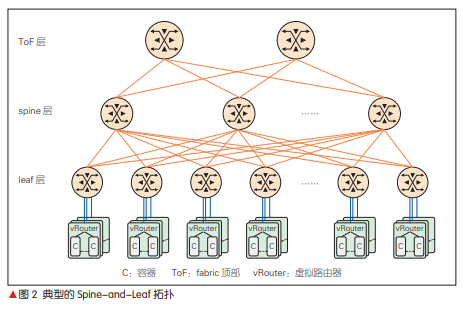 ToF 层
spine 层
……
leaf 层
……
vRouter vRouter vRouter vRouter vRouter vRouter
C C C C C C C C C C C C
C：容器 ToF：fabric 顶部 vRouter：虚拟路由器
▲图 2 典型的 Spine-and-Leaf 拓扑